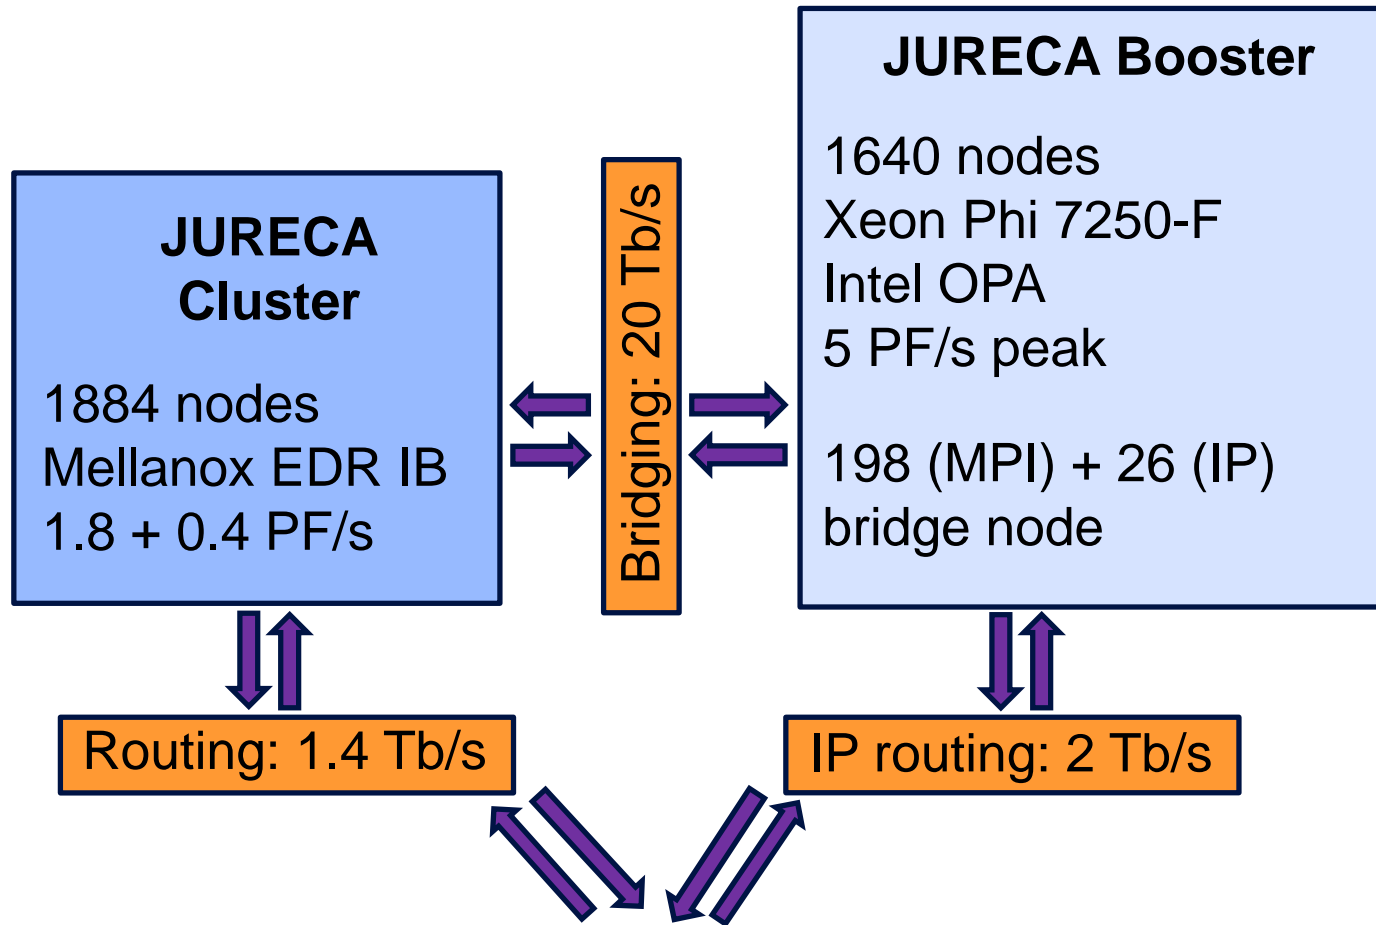 JURECA Booster
1640 nodes
Xeon Phi 7250-F
Intel OPA
5 PF/s peak
198 (MPI) + 26 (IP)
bridge node
JURECA
Cluster
1884 nodes
Mellanox EDR IB
1.8 + 0.4 PF/s
Bridging: 20 Tb/s
Routing: 1.4 Tb/s
IP routing: 2 Tb/s